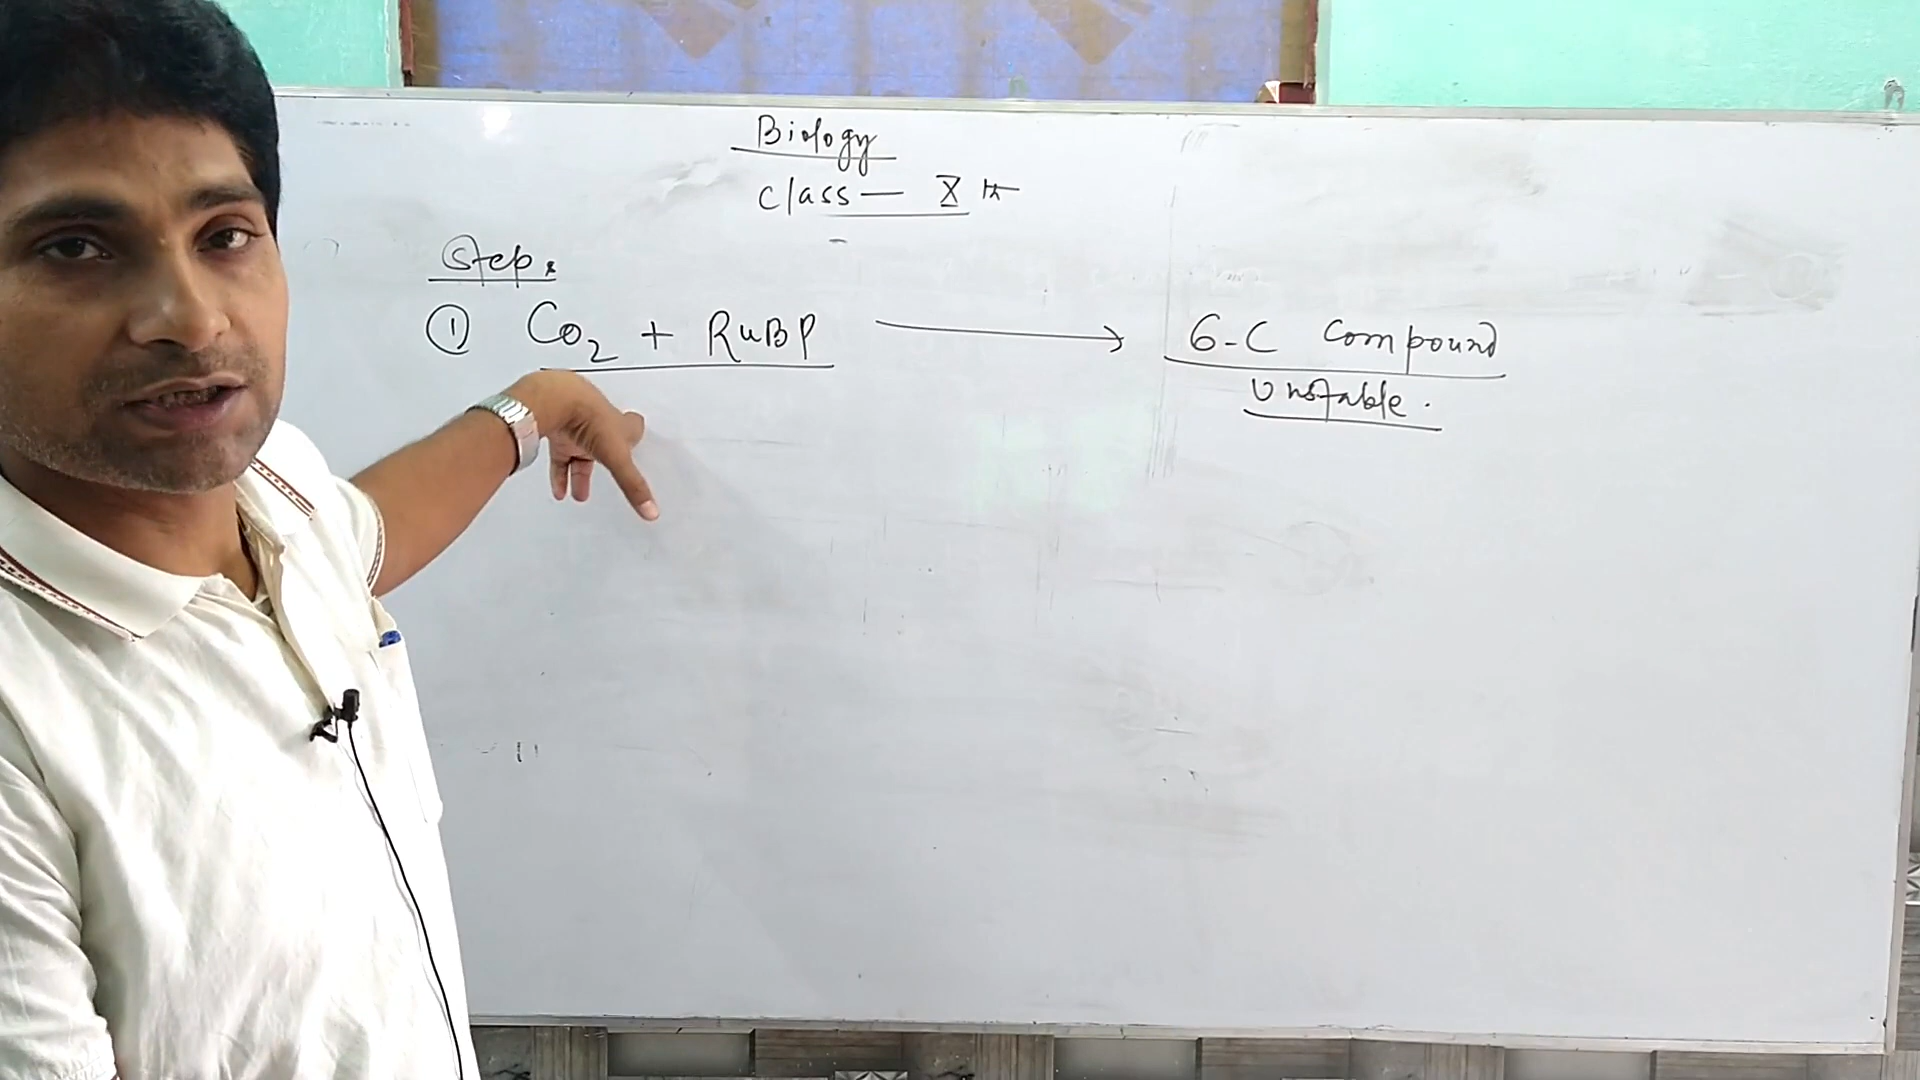 Biology
class — X th
Step:
① CO2 + RuBP ⟶ 6-C Compound
Unstable.